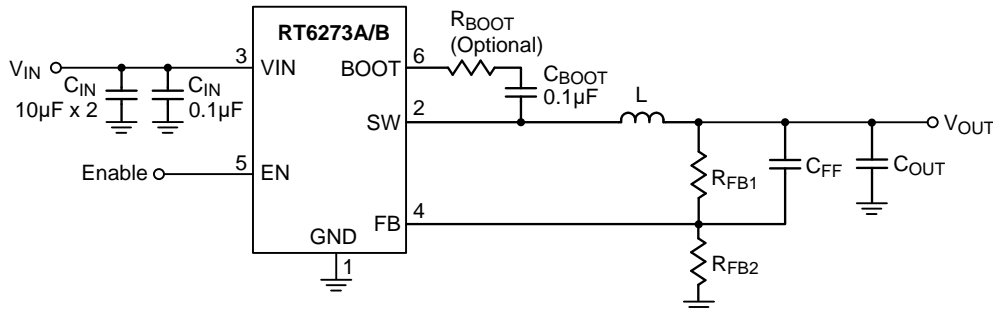 RT6273A/B
R_BOOT
(Optional)
V_IN
3
VIN
BOOT
6
C_BOOT
0.1µF
C_IN
10µF x 2
C_IN
0.1µF
SW
2
L
V_OUT
Enable
5
EN
R_FB1
C_FF
C_OUT
FB
4
GND
1
R_FB2